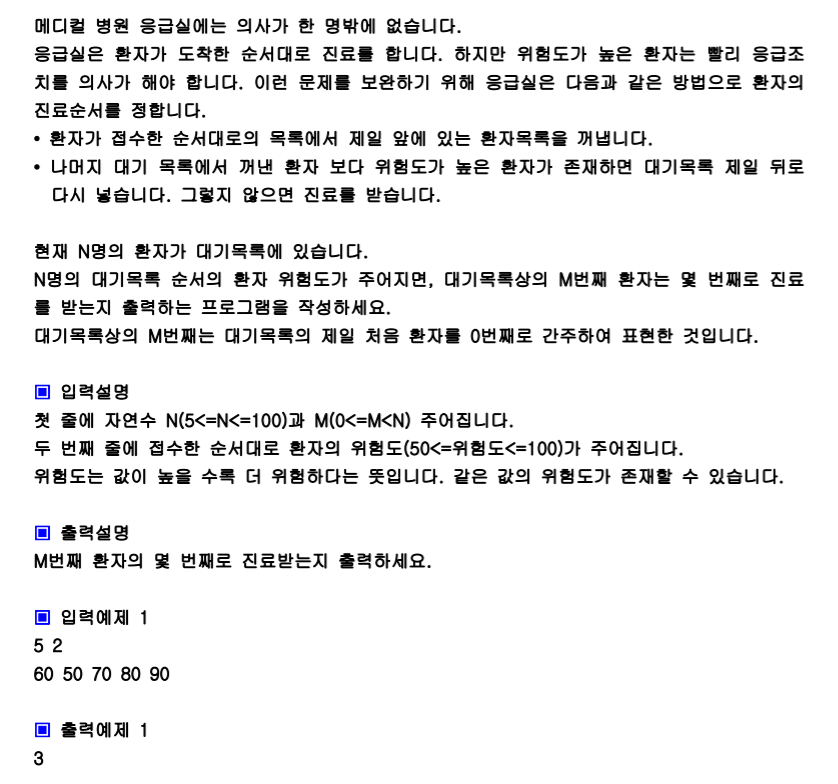 메디컬 병원 응급실에는 의사가 한 명밖에 없습니다.
응급실은 환자가 도착한 순서대로 진료를 합니다. 하지만 위험도가 높은 환자는 빨리 응급조
치를 의사가 해야 합니다. 이런 문제를 보완하기 위해 응급실은 다음과 같은 방법으로 환자의
진료순서를 정합니다.
• 환자가 접수한 순서대로의 목록에서 제일 앞에 있는 환자목록을 꺼냅니다.
• 나머지 대기 목록에서 꺼낸 환자 보다 위험도가 높은 환자가 존재하면 대기목록 제일 뒤로
다시 넣습니다. 그렇지 않으면 진료를 받습니다.
현재 N명의 환자가 대기목록에 있습니다.
N명의 대기목록 순서의 환자 위험도가 주어지면, 대기목록상의 M번째 환자는 몇 번째로 진료
를 받는지 출력하는 프로그램을 작성하세요.
대기목록상의 M번째는 대기목록의 제일 처음 환자를 0번째로 간주하여 표현한 것입니다.
▣ 입력설명
첫 줄에 자연수 N(5<=N<=100)과 M(0<=M<N) 주어집니다.
두 번째 줄에 접수한 순서대로 환자의 위험도(50<=위험도<=100)가 주어집니다.
위험도는 값이 높을 수록 더 위험하다는 뜻입니다. 같은 값의 위험도가 존재할 수 있습니다.
▣ 출력설명
M번째 환자의 몇 번째로 진료받는지 출력하세요.
▣ 입력예제 1
5 2
60 50 70 80 90
▣ 출력예제 1
3